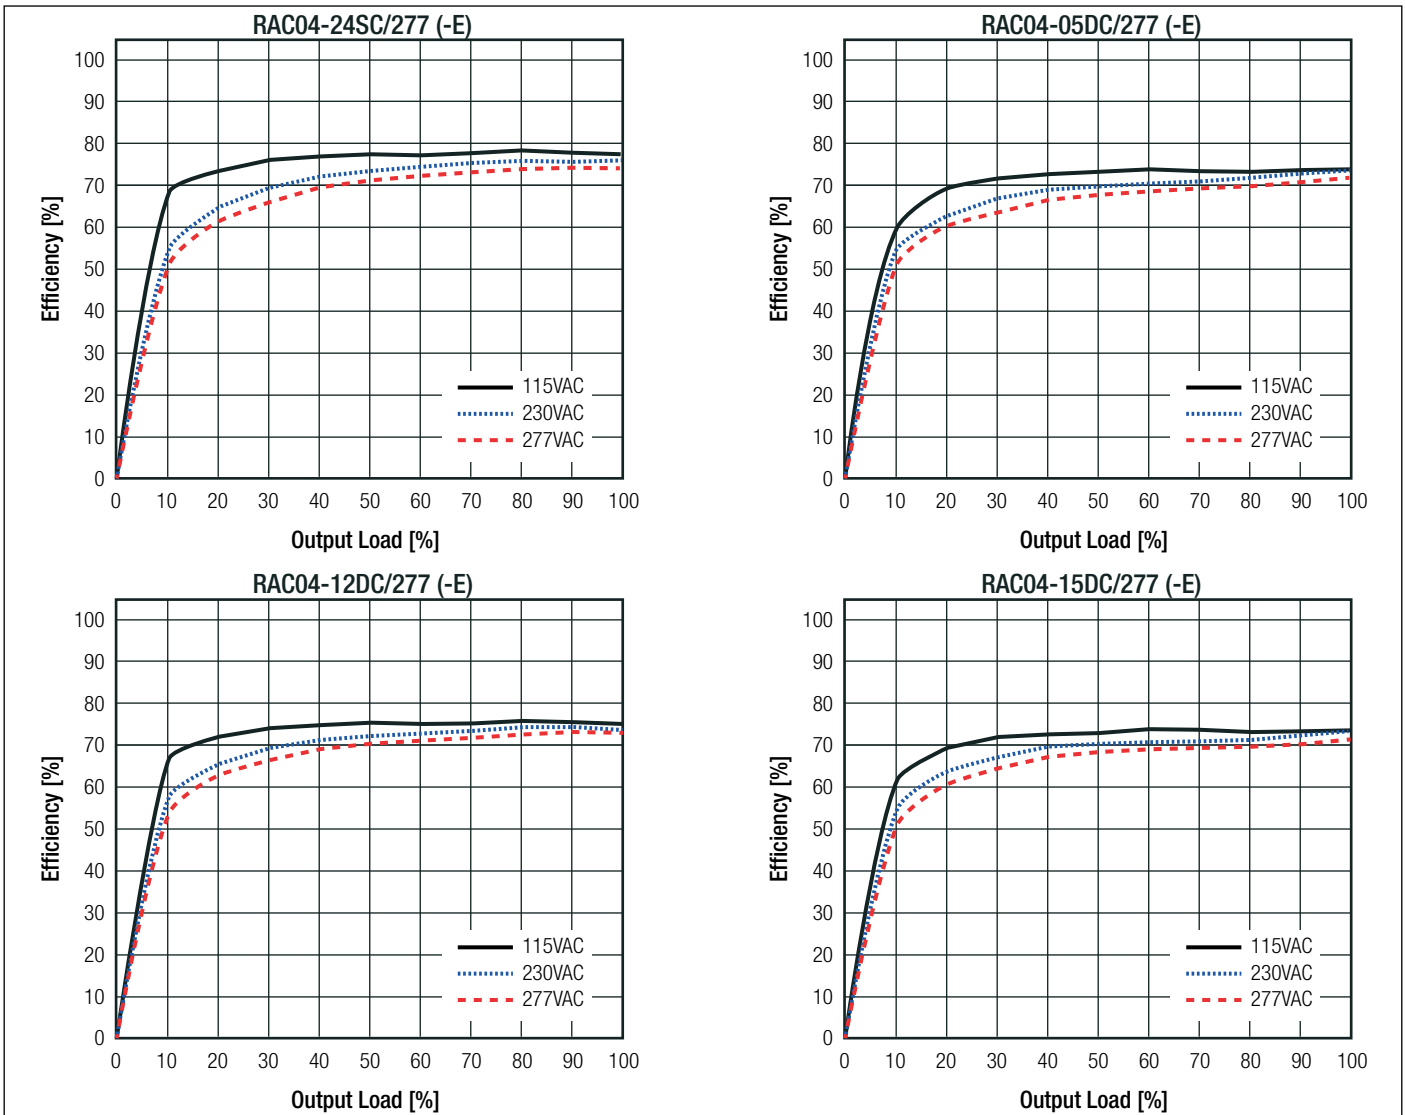 RAC04-24SC/277 (-E)
100
90
80
70
60
50
40
30
20
10
0
Efficiency [%]
115VAC
230VAC
277VAC
0 10 20 30 40 50 60 70 80 90 100
Output Load [%]
RAC04-05DC/277 (-E)
100
90
80
70
60
50
40
30
20
10
0
Efficiency [%]
115VAC
230VAC
277VAC
0 10 20 30 40 50 60 70 80 90 100
Output Load [%]
RAC04-12DC/277 (-E)
100
90
80
70
60
50
40
30
20
10
0
Efficiency [%]
115VAC
230VAC
277VAC
0 10 20 30 40 50 60 70 80 90 100
Output Load [%]
RAC04-15DC/277 (-E)
100
90
80
70
60
50
40
30
20
10
0
Efficiency [%]
115VAC
230VAC
277VAC
0 10 20 30 40 50 60 70 80 90 100
Output Load [%]